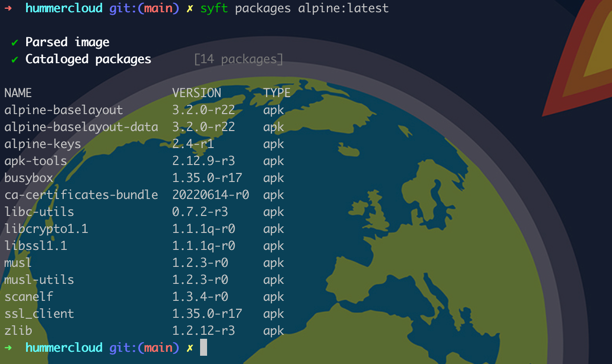 → hummercloud git:(main) ✗ syft packages alpine:latest
✔ Parsed image
✔ Cataloged packages [14 packages]
NAME VERSION TYPE
alpine-baselayout 3.2.0-r22 apk
alpine-baselayout-data 3.2.0-r22 apk
alpine-keys 2.4-r1 apk
apk-tools 2.12.9-r3 apk
busybox 1.35.0-r17 apk
ca-certificates-bundle 20220614-r0 apk
libc-utils 0.7.2-r3 apk
libcrypto1.1 1.1.1q-r0 apk
libssl1.1 1.1.1q-r0 apk
musl 1.2.3-r0 apk
musl-utils 1.2.3-r0 apk
scanelf 1.3.4-r0 apk
ssl_client 1.35.0-r17 apk
zlib 1.2.12-r3 apk
→ hummercloud git:(main) ✗